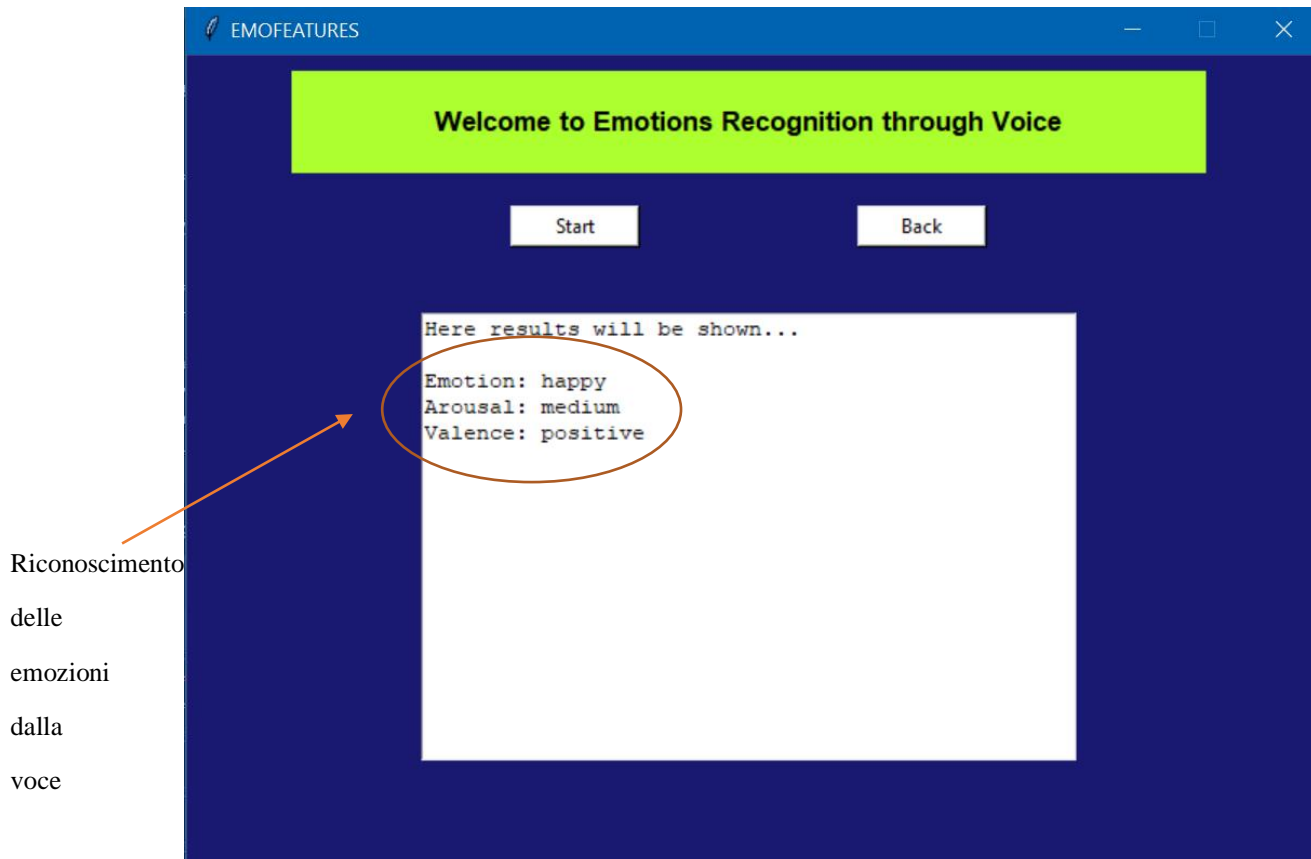 EMOFEATURES
Welcome to Emotions Recognition through Voice
Start
Back
Here results will be shown...
Emotion: happy
Arousal: medium
Valence: positive
Riconoscimento
delle
emozioni
dalla
voce